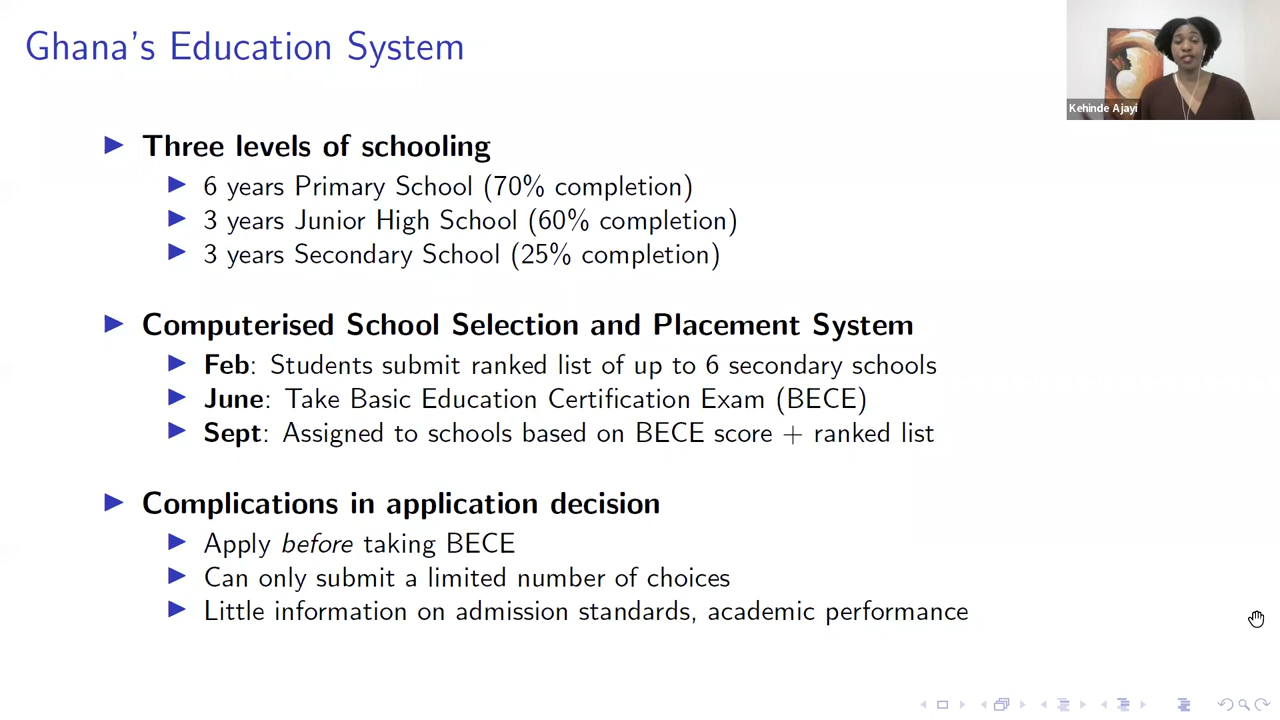 Ghana's Education System
Kehinde Ajayi
Three levels of schooling
6 years Primary School (70% completion)
3 years Junior High School (60% completion)
3 years Secondary School (25% completion)
Computerised School Selection and Placement System
Feb: Students submit ranked list of up to 6 secondary schools
June: Take Basic Education Certification Exam (BECE)
Sept: Assigned to schools based on BECE score + ranked list
Complications in application decision
Apply before taking BECE
Can only submit a limited number of choices
Little information on admission standards, academic performance